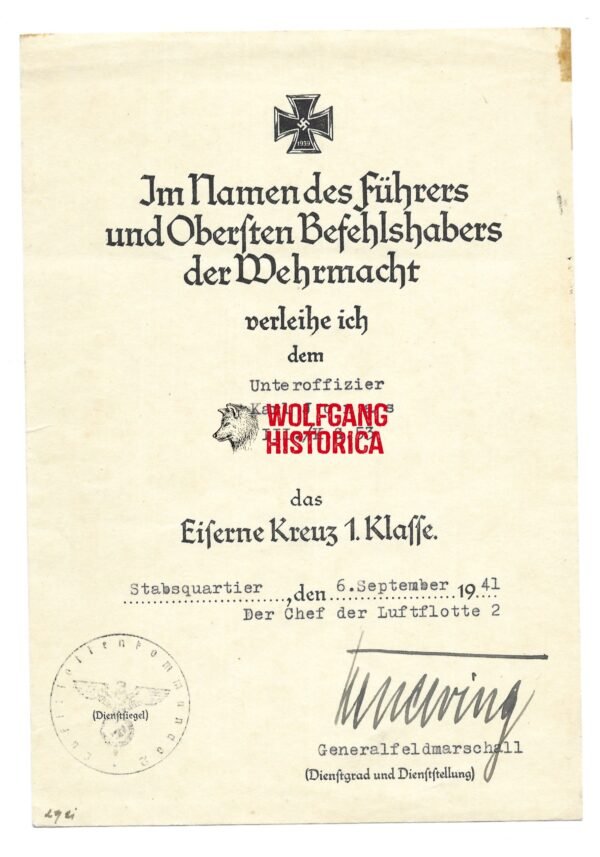 1939
Im Namen des Führers
und Oberſten Befehlshabers
der Wehrmacht
verleihe ich
dem
Unteroffizier
WOLFGANG
HISTORICA
das
Eiſerne Kreuz 1. Klaſſe.
Stabsquartier, den 6.September 1941
Der Chef der Luftflotte 2
(Dienſtſiegel)
Generalfeldmarschall
(Dienſtgrad und Dienſtſtellung)